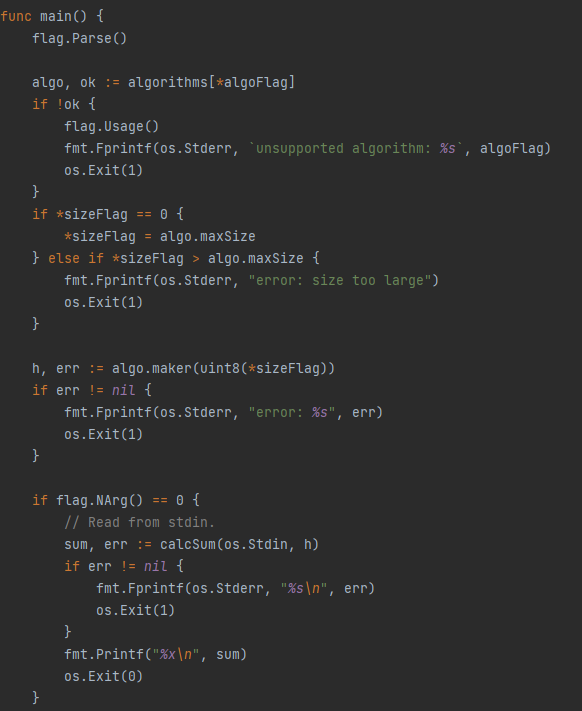 func main() {
    flag.Parse()

    algo, ok := algorithms[*algoFlag]
    if !ok {
        flag.Usage()
        fmt.Fprintf(os.Stderr, `unsupported algorithm: %s`, algoFlag)
        os.Exit(1)
    }
    if *sizeFlag == 0 {
        *sizeFlag = algo.maxSize
    } else if *sizeFlag > algo.maxSize {
        fmt.Fprintf(os.Stderr, "error: size too large")
        os.Exit(1)
    }

    h, err := algo.maker(uint8(*sizeFlag))
    if err != nil {
        fmt.Fprintf(os.Stderr, "error: %s", err)
        os.Exit(1)
    }

    if flag.NArg() == 0 {
        // Read from stdin.
        sum, err := calcSum(os.Stdin, h)
        if err != nil {
            fmt.Fprintf(os.Stderr, "%s\n", err)
            os.Exit(1)
        }
        fmt.Printf("%x\n", sum)
        os.Exit(0)
    }